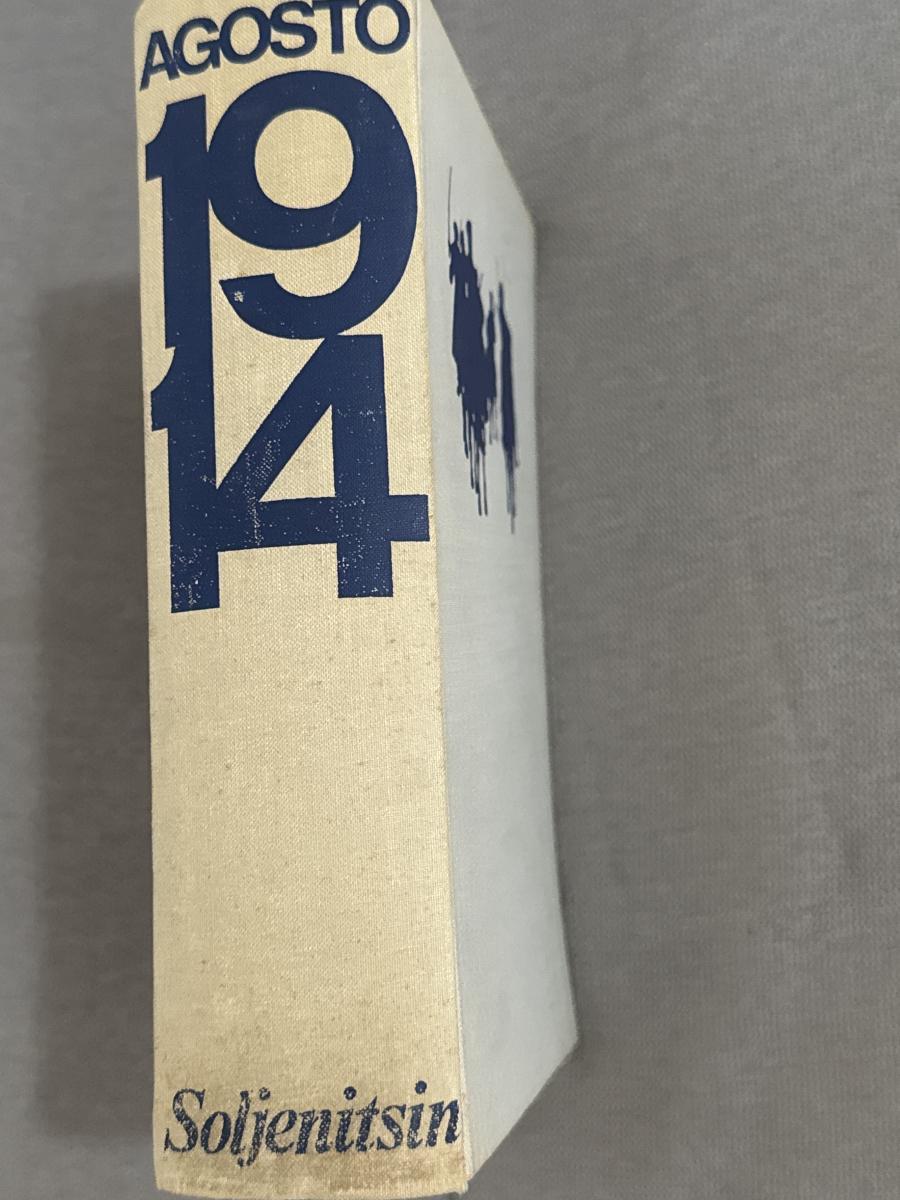 AGOSTO
19
14
Soljenitsin